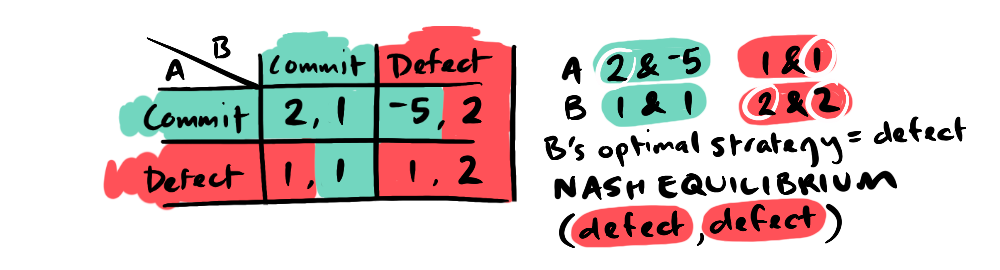 B
A
Commit Defect
Commit 2, 1 -5, 2
Defect 1, 1 1, 2
A 2 & -5 1 & 1
B 1 & 1 2 & 2
B's optimal strategy = defect
NASH EQUILIBRIUM
(defect, defect)